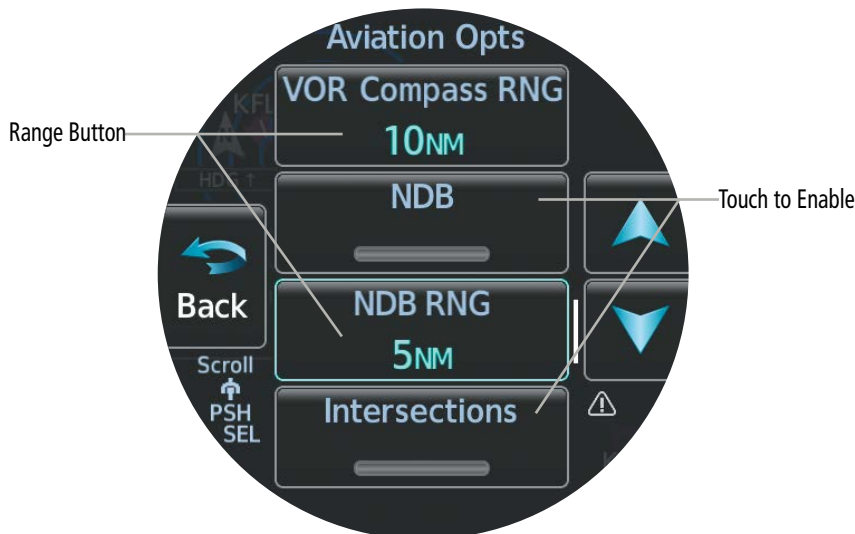 Aviation Opts
VOR Compass RNG
10NM
Range Button
HDG ↑
NDB
Touch to Enable
Back
NDB RNG
5NM
Scroll
PSH
SEL
Intersections